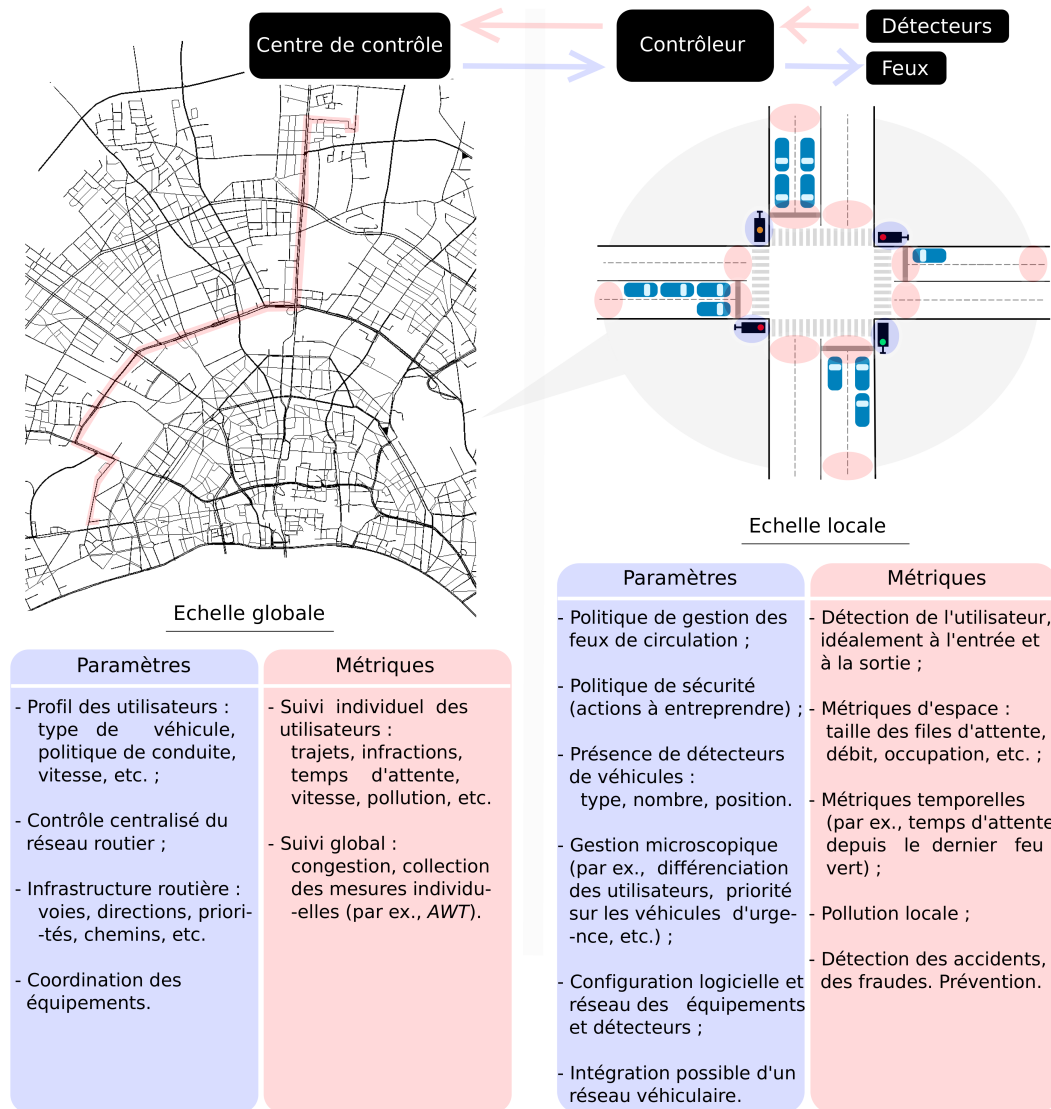 Centre de contrôle
Contrôleur
Détecteurs
Feux
Echelle globale
Paramètres
- Profil des utilisateurs :
type de véhicule,
politique de conduite,
vitesse, etc. ;
- Contrôle centralisé du
réseau routier ;
- Infrastructure routière :
voies, directions, priori-
-tés, chemins, etc.
- Coordination des
équipements.
Métriques
- Suivi individuel des
utilisateurs :
trajets, infractions,
temps d'attente,
vitesse, pollution, etc.
- Suivi global :
congestion, collection
des mesures individu-
-elles (par ex., AWT).
Echelle locale
Paramètres
- Politique de gestion des
feux de circulation ;
- Politique de sécurité
(actions à entreprendre) ;
- Présence de détecteurs
de véhicules :
type, nombre, position.
- Gestion microscopique
(par ex., différenciation
des utilisateurs, priorité
sur les véhicules d'urge-
-nce, etc.) ;
- Configuration logicielle et
réseau des équipements
et détecteurs ;
- Intégration possible d'un
réseau véhiculaire.
Métriques
- Détection de l'utilisateur,
idéalement à l'entrée et
à la sortie ;
- Métriques d'espace :
taille des files d'attente,
débit, occupation, etc. ;
- Métriques temporelles
(par ex., temps d'attente
depuis le dernier feu
vert) ;
- Pollution locale ;
- Détection des accidents,
des fraudes. Prévention.